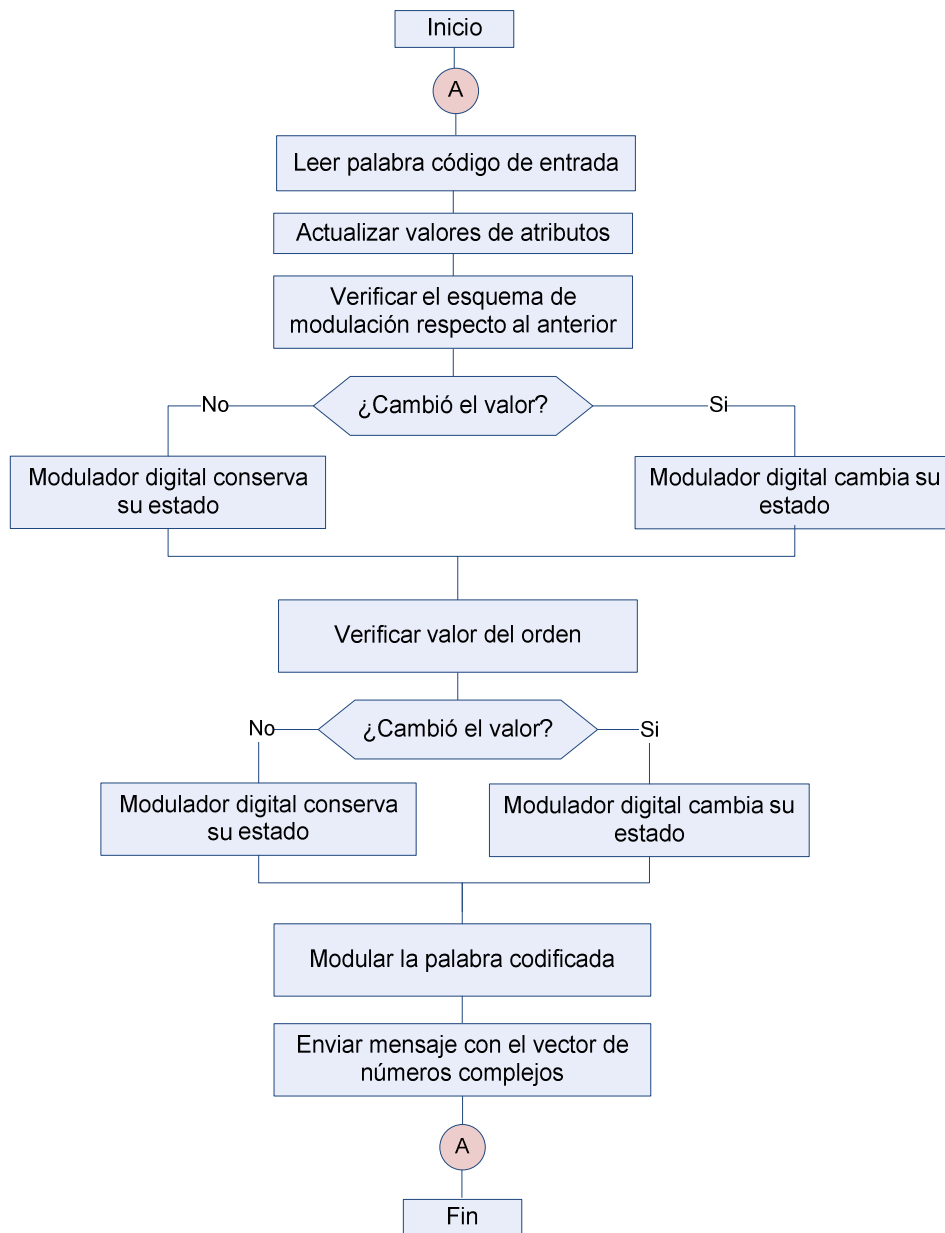 Inicio
A
Leer palabra código de entrada
Actualizar valores de atributos
Verificar el esquema de
modulación respecto al anterior
¿Cambió el valor?
No
Si
Modulador digital conserva
su estado
Modulador digital cambia su
estado
Verificar valor del orden
¿Cambió el valor?
No
Si
Modulador digital conserva
su estado
Modulador digital cambia su
estado
Modular la palabra codificada
Enviar mensaje con el vector de
números complejos
A
Fin